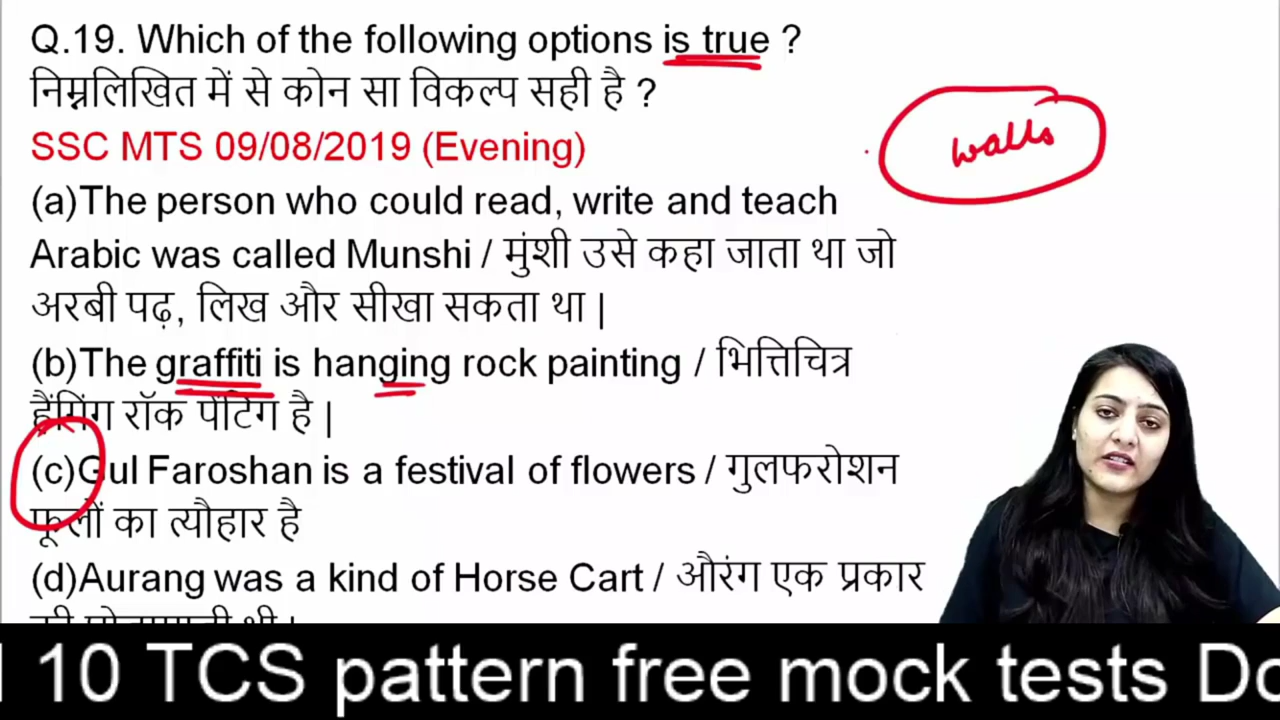 Q.19. Which of the following options is true ?
निम्नलिखित में से कोन सा विकल्प सही है ?
SSC MTS 09/08/2019 (Evening)
walls
(a)The person who could read, write and teach
Arabic was called Munshi / मुंशी उसे कहा जाता था जो
अरबी पढ़, लिख और सीखा सकता था |
(b)The graffiti is hanging rock painting / भित्तिचित्र
हैंगिंग रॉक पेंटिंग है |
(c)Gul Faroshan is a festival of flowers / गुलफरोशन
फूलों का त्यौहार है
(d)Aurang was a kind of Horse Cart / औरंग एक प्रकार
10 TCS pattern free mock tests Do